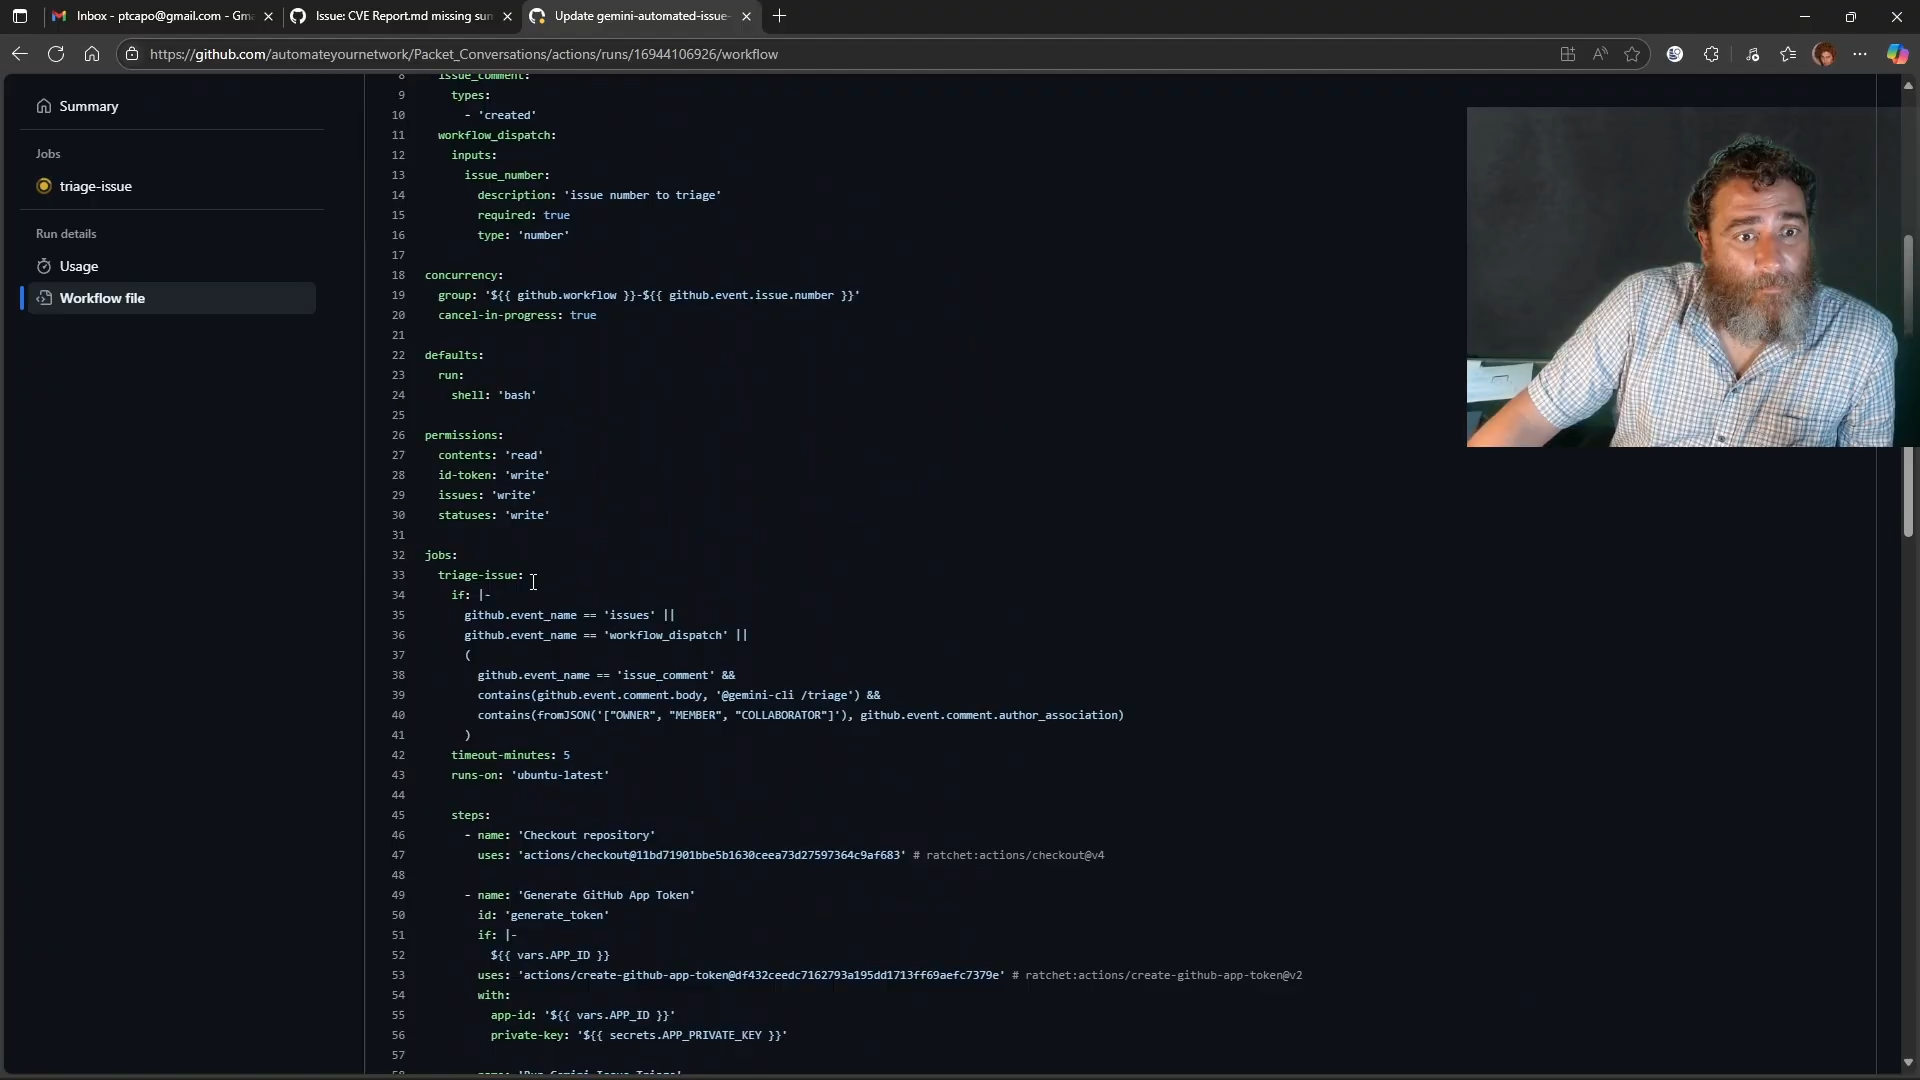 Inbox - ptcapo@gmail.com - Gm
Issue: CVE Report.md missing sum
Update gemini-automated-issue-
https://github.com/automateyournetwork/Packet_Conversations/actions/runs/16944106926/workflow
Summary
Jobs
triage-issue
Run details
Usage
Workflow file
8 issue_comment:
9 types:
10 - 'created'
11 workflow_dispatch:
12 inputs:
13 issue_number:
14 description: 'issue number to triage'
15 required: true
16 type: 'number'
17
18 concurrency:
19 group: '${{ github.workflow }}-${{ github.event.issue.number }}'
20 cancel-in-progress: true
21
22 defaults:
23 run:
24 shell: 'bash'
25
26 permissions:
27 contents: 'read'
28 id-token: 'write'
29 issues: 'write'
30 statuses: 'write'
31
32 jobs:
33 triage-issue:
34 if: |-
35 github.event_name == 'issues' ||
36 github.event_name == 'workflow_dispatch' ||
37 (
38 github.event_name == 'issue_comment' &&
39 contains(github.event.comment.body, '@gemini-cli /triage') &&
40 contains(fromJSON('["OWNER", "MEMBER", "COLLABORATOR"]'), github.event.comment.author_association)
41 )
42 timeout-minutes: 5
43 runs-on: 'ubuntu-latest'
44
45 steps:
46 - name: 'Checkout repository'
47 uses: 'actions/checkout@11bd71901bbe5b1630ceea73d27597364c9af683' # ratchet:actions/checkout@v4
48
49 - name: 'Generate GitHub App Token'
50 id: 'generate_token'
51 if: |-
52 ${{ vars.APP_ID }}
53 uses: 'actions/create-github-app-token@df432ceedc7162793a195dd1713ff69aefc7379e' # ratchet:actions/create-github-app-token@v2
54 with:
55 app-id: '${{ vars.APP_ID }}'
56 private-key: '${{ secrets.APP_PRIVATE_KEY }}'
57
58 - name: 'Run Gemini Issue Triage'